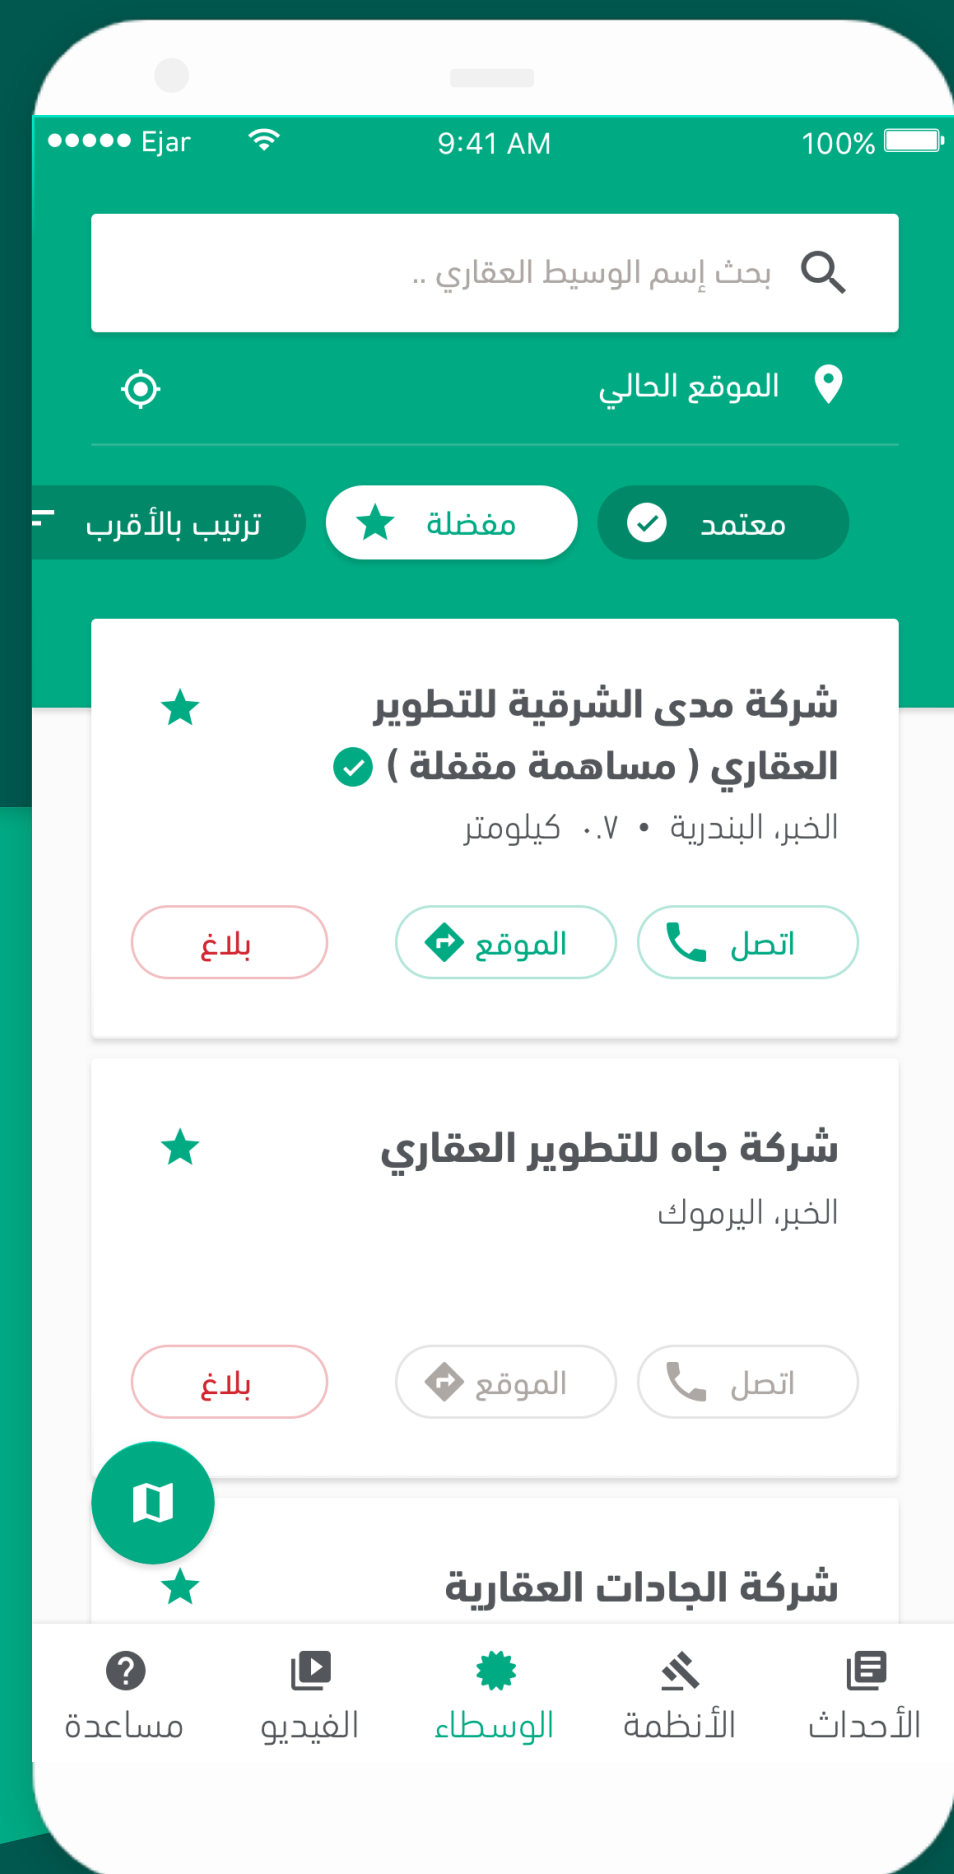 Ejar 9:41 AM 100%
بحث إسم الوسيط العقاري ..
الموقع الحالي
معتمد مفضلة ترتيب بالأقرب
شركة مدى الشرقية للتطوير
العقاري ( مساهمة مقفلة )
الخبر، البندرية • ٠.٧ كيلومتر
اتصل الموقع بلاغ
شركة جاه للتطوير العقاري
الخبر، اليرموك
اتصل الموقع بلاغ
شركة الجادات العقارية
الأحداث الأنظمة الوسطاء الفيديو مساعدة